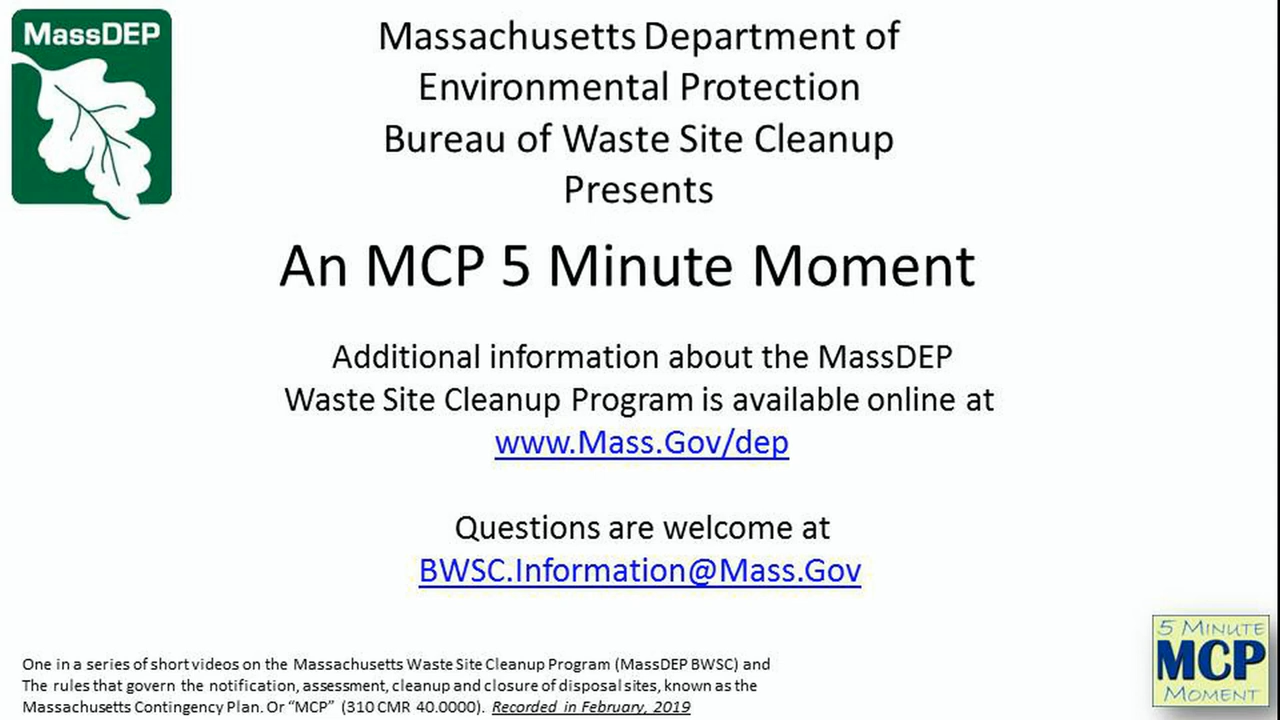 MassDEP
Massachusetts Department of
Environmental Protection
Bureau of Waste Site Cleanup
Presents
An MCP 5 Minute Moment
Additional information about the MassDEP
Waste Site Cleanup Program is available online at
www.Mass.Gov/dep
Questions are welcome at
BWSC.Information@Mass.Gov
One in a series of short videos on the Massachusetts Waste Site Cleanup Program (MassDEP BWSC) and
The rules that govern the notification, assessment, cleanup and closure of disposal sites, known as the
Massachusetts Contingency Plan. Or “MCP” (310 CMR 40.0000). Recorded in February, 2019
5 MINUTE
MCP
MOMENT